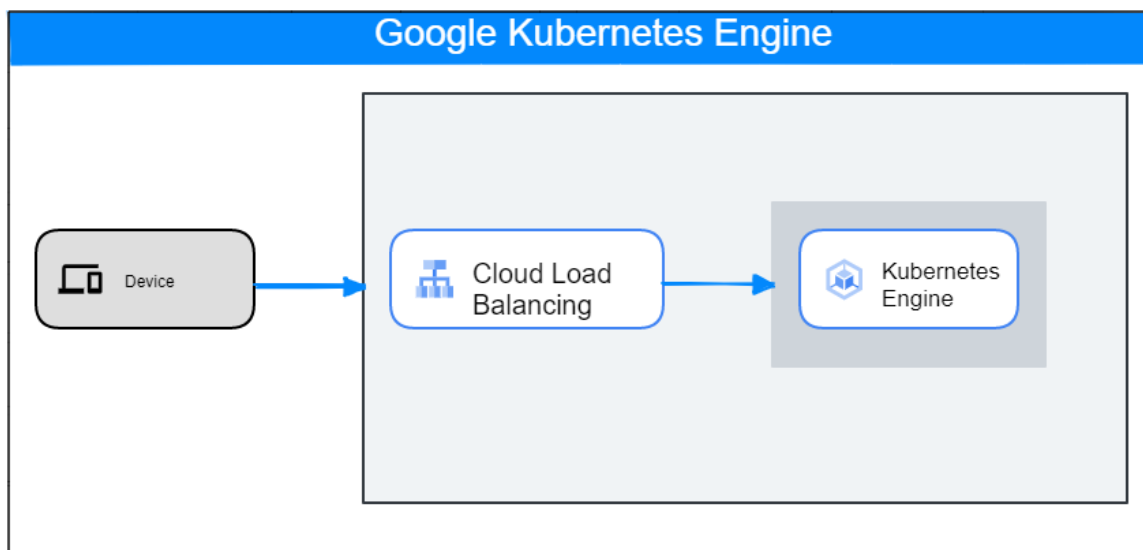 Google Kubernetes Engine
Device
Cloud Load
Balancing
Kubernetes
Engine